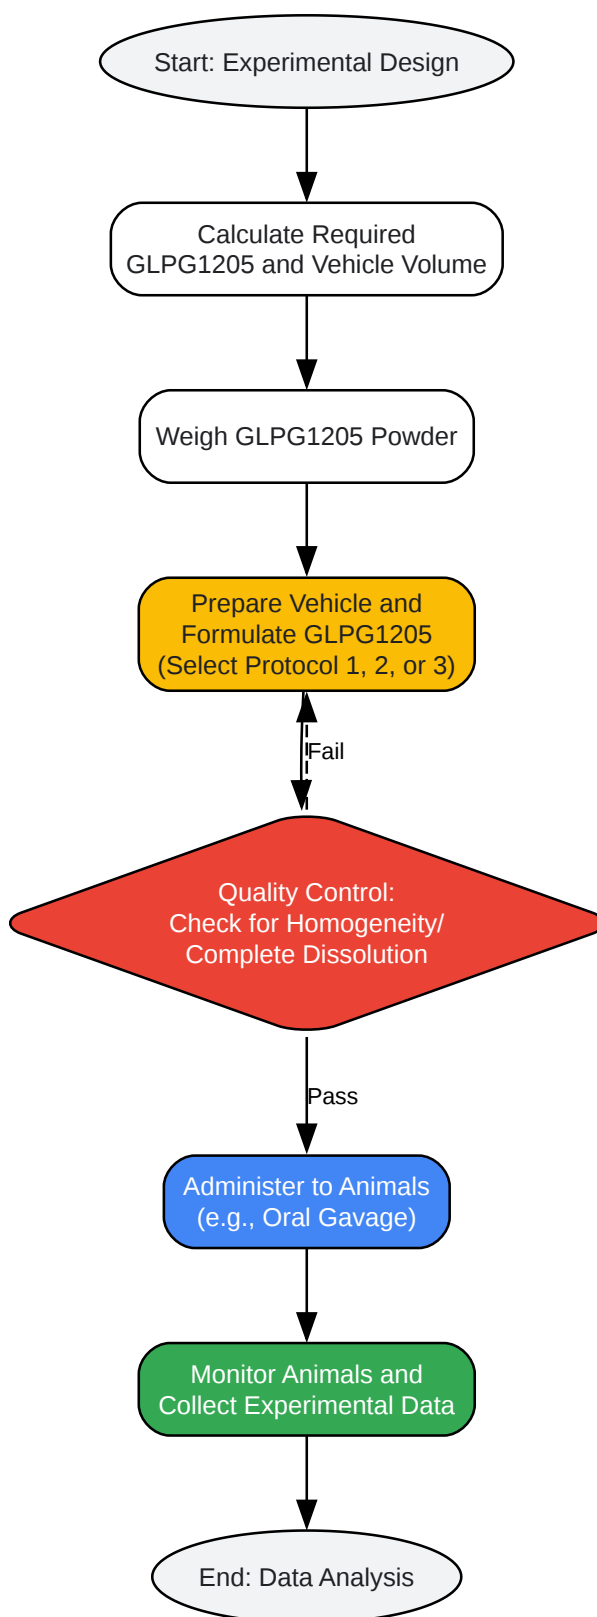 Start: Experimental Design
Calculate Required
GLPG1205 and Vehicle Volume
Weigh GLPG1205 Powder
Prepare Vehicle and
Formulate GLPG1205
(Select Protocol 1, 2, or 3)
Fail
Quality Control:
Check for Homogeneity/
Complete Dissolution
Pass
Administer to Animals
(e.g., Oral Gavage)
Monitor Animals and
Collect Experimental Data
End: Data Analysis